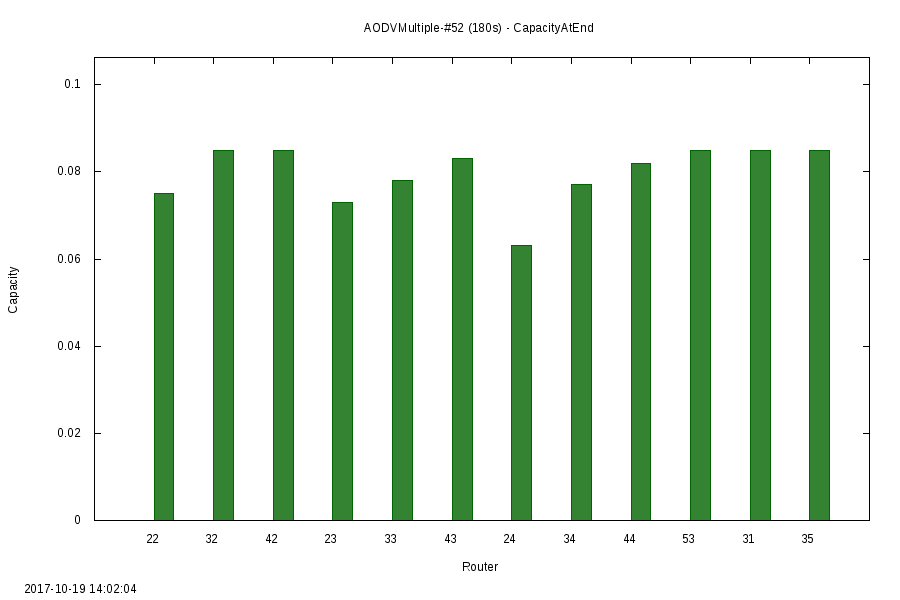 AODVMultiple-#52 (180s) - CapacityAtEnd
0.1
0.08
0.06
0.04
0.02
0
Capacity
22 32 42 23 33 43 24 34 44 53 31 35
Router
2017-10-19 14:02:04